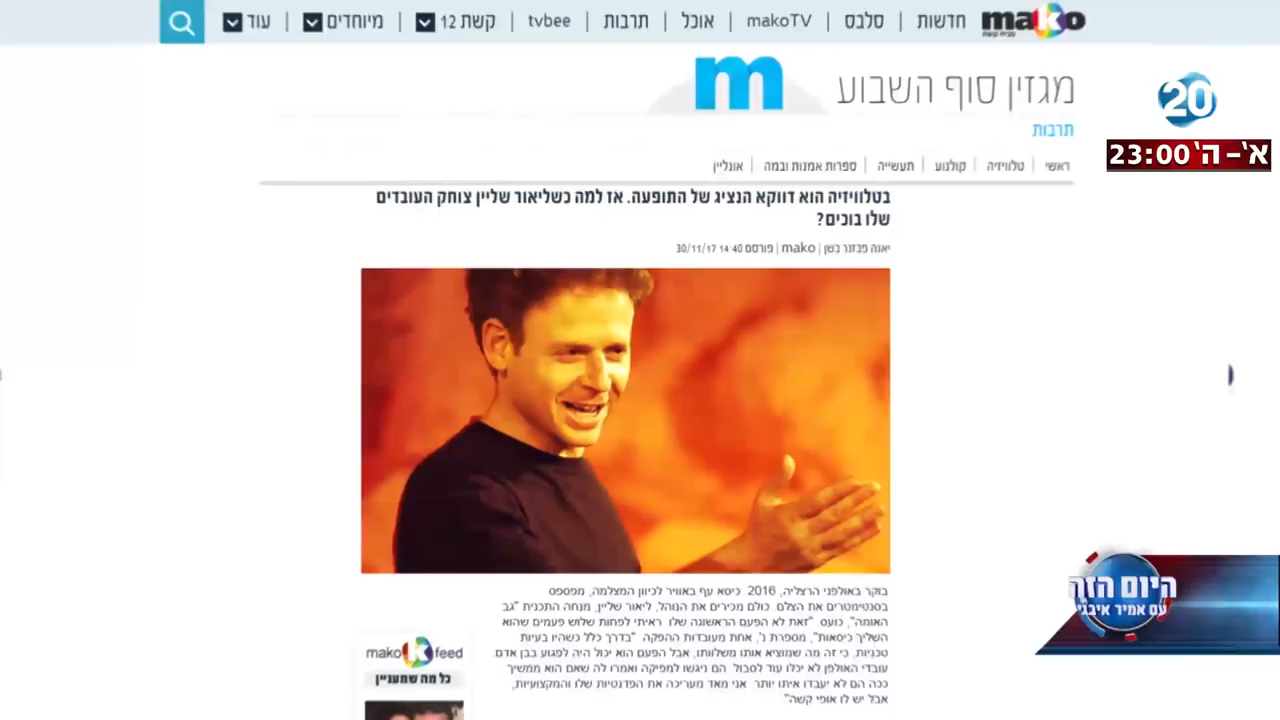 mako
חדשות | סלבס | makoTV | אוכל | תרבות | tvbee | קשת 12 | מיוחדים | עוד
מגזין סוף השבוע
m
20
תרבות
א'-ה' 23:00
ראשי | טלוויזיה | קולנוע | תעשייה | ספרות אמנות ובמה | אונליין
בטלוויזיה הוא דווקא הנציג של התופעה. אז למה כשליאור שליין צוחק העובדים
שלו בוכים?
יאנה פבזנר בשן | mako | פורסם 30/11/17 14:40
בוקר באולפני הרצליה, 2016. כיסא עף באוויר לכיוון המצלמה, מפספס
בסנטימטרים את הצלם. כולם מכירים את הנוהל, ליאור שליין, מנחה התכנית "גב
האומה", כועס. "זאת לא הפעם הראשונה שלו. ראיתי לפחות שלוש פעמים שהוא
השליך כיסאות", מספרת נ', אחת מעובדות ההפקה. "בדרך כלל כשהיו בעיות
טכניות, כי זה מה שמוציא אותו משלוותו, אבל הפעם הוא יכול היה לפגוע בבן אדם.
עובדי האולפן לא יכלו עוד לסבול. הם ניגשו למפיקה ואמרו לה שאם הוא ממשיך
ככה הם לא יעבדו איתו יותר. אני מאד מעריכה את הפדנטיות שלו והמקצועיות,
אבל יש לו אופי קשה".
mako feed
כל מה שמעניין
היום הזה
עם אמיר איבגי